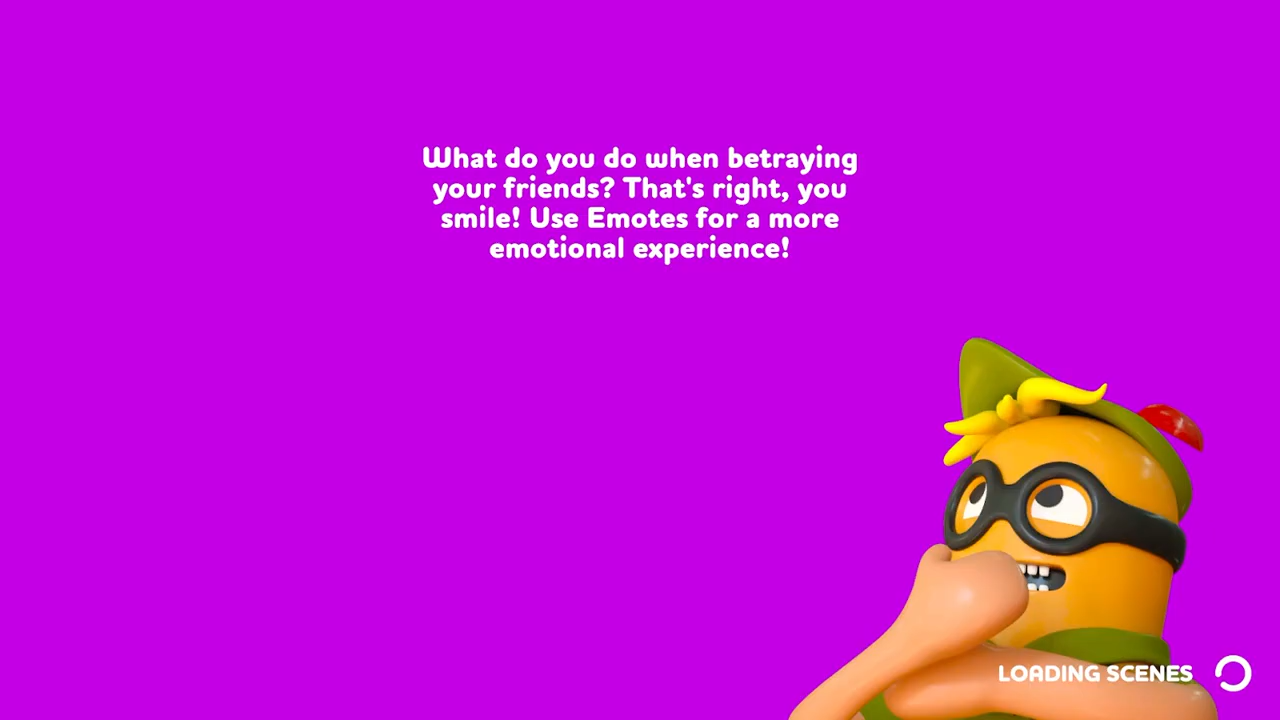 What do you do when betraying
your friends? That's right, you
smile! Use Emotes for a more
emotional experience!
LOADING SCENES